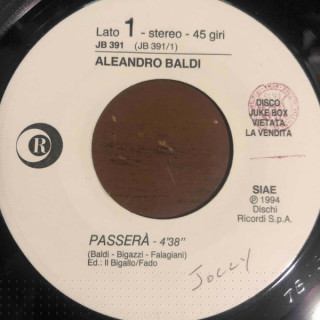 Lato 1 - stereo - 45 giri
JB 391 (JB 391/1)
ALEANDRO BALDI
R
DISCO
JUKE BOX
VIETATA
LA VENDITA
SIAE
℗ 1994
Dischi
Ricordi S.p.A.
PASSERÀ - 4'38"
(Baldi - Bigazzi - Falagiani)
Ed.: Il Bigallo/Fado
Jolly